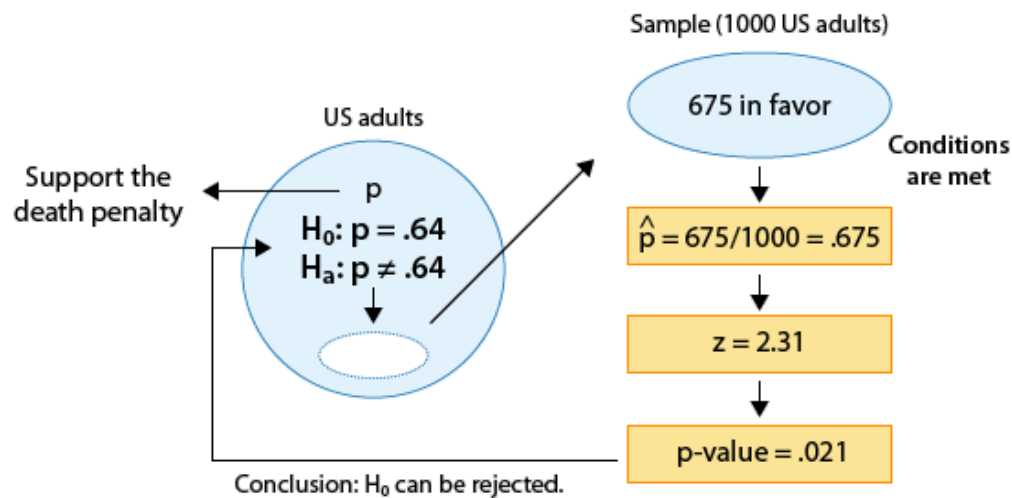 US adults
Support the
death penalty
p
H₀: p = .64
Hₐ: p ≠ .64
Sample (1000 US adults)
675 in favor
Conditions
are met
p̂ = 675/1000 = .675
z = 2.31
p-value = .021
Conclusion: H₀ can be rejected.